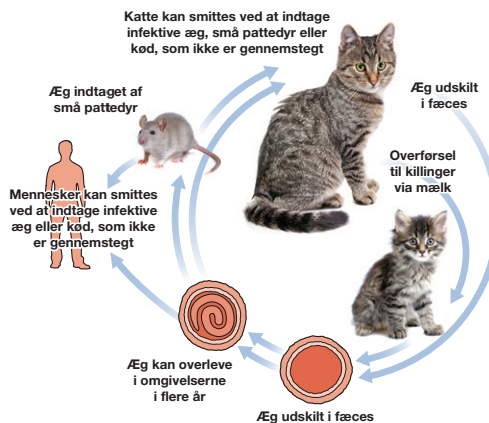 Katte kan smittes ved at indtage
infektive æg, små pattedyr eller
kød, som ikke er gennemstegt
Æg indtaget af
små pattedyr
Æg udskilt
i fæces
Overførsel
til killinger
via mælk
Mennesker kan smittes
ved at indtage infektive
æg eller kød, som ikke
er gennemstegt
Æg kan overleve
i omgivelserne
i flere år
Æg udskilt i fæces